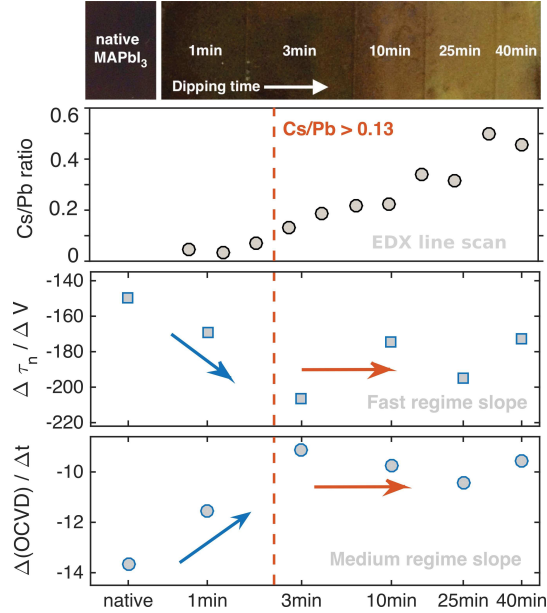 native
MAPbI3
1min
3min
10min
25min
40min
Dipping time
Cs/Pb > 0.13
0.6
0.4
0.2
0
Cs/Pb ratio
EDX line scan
-140
-160
-180
-200
-220
Δ τn / Δ V
Fast regime slope
-10
-12
-14
Δ(OCVD) / Δt
Medium regime slope
native
1min
3min
10min
25min
40min